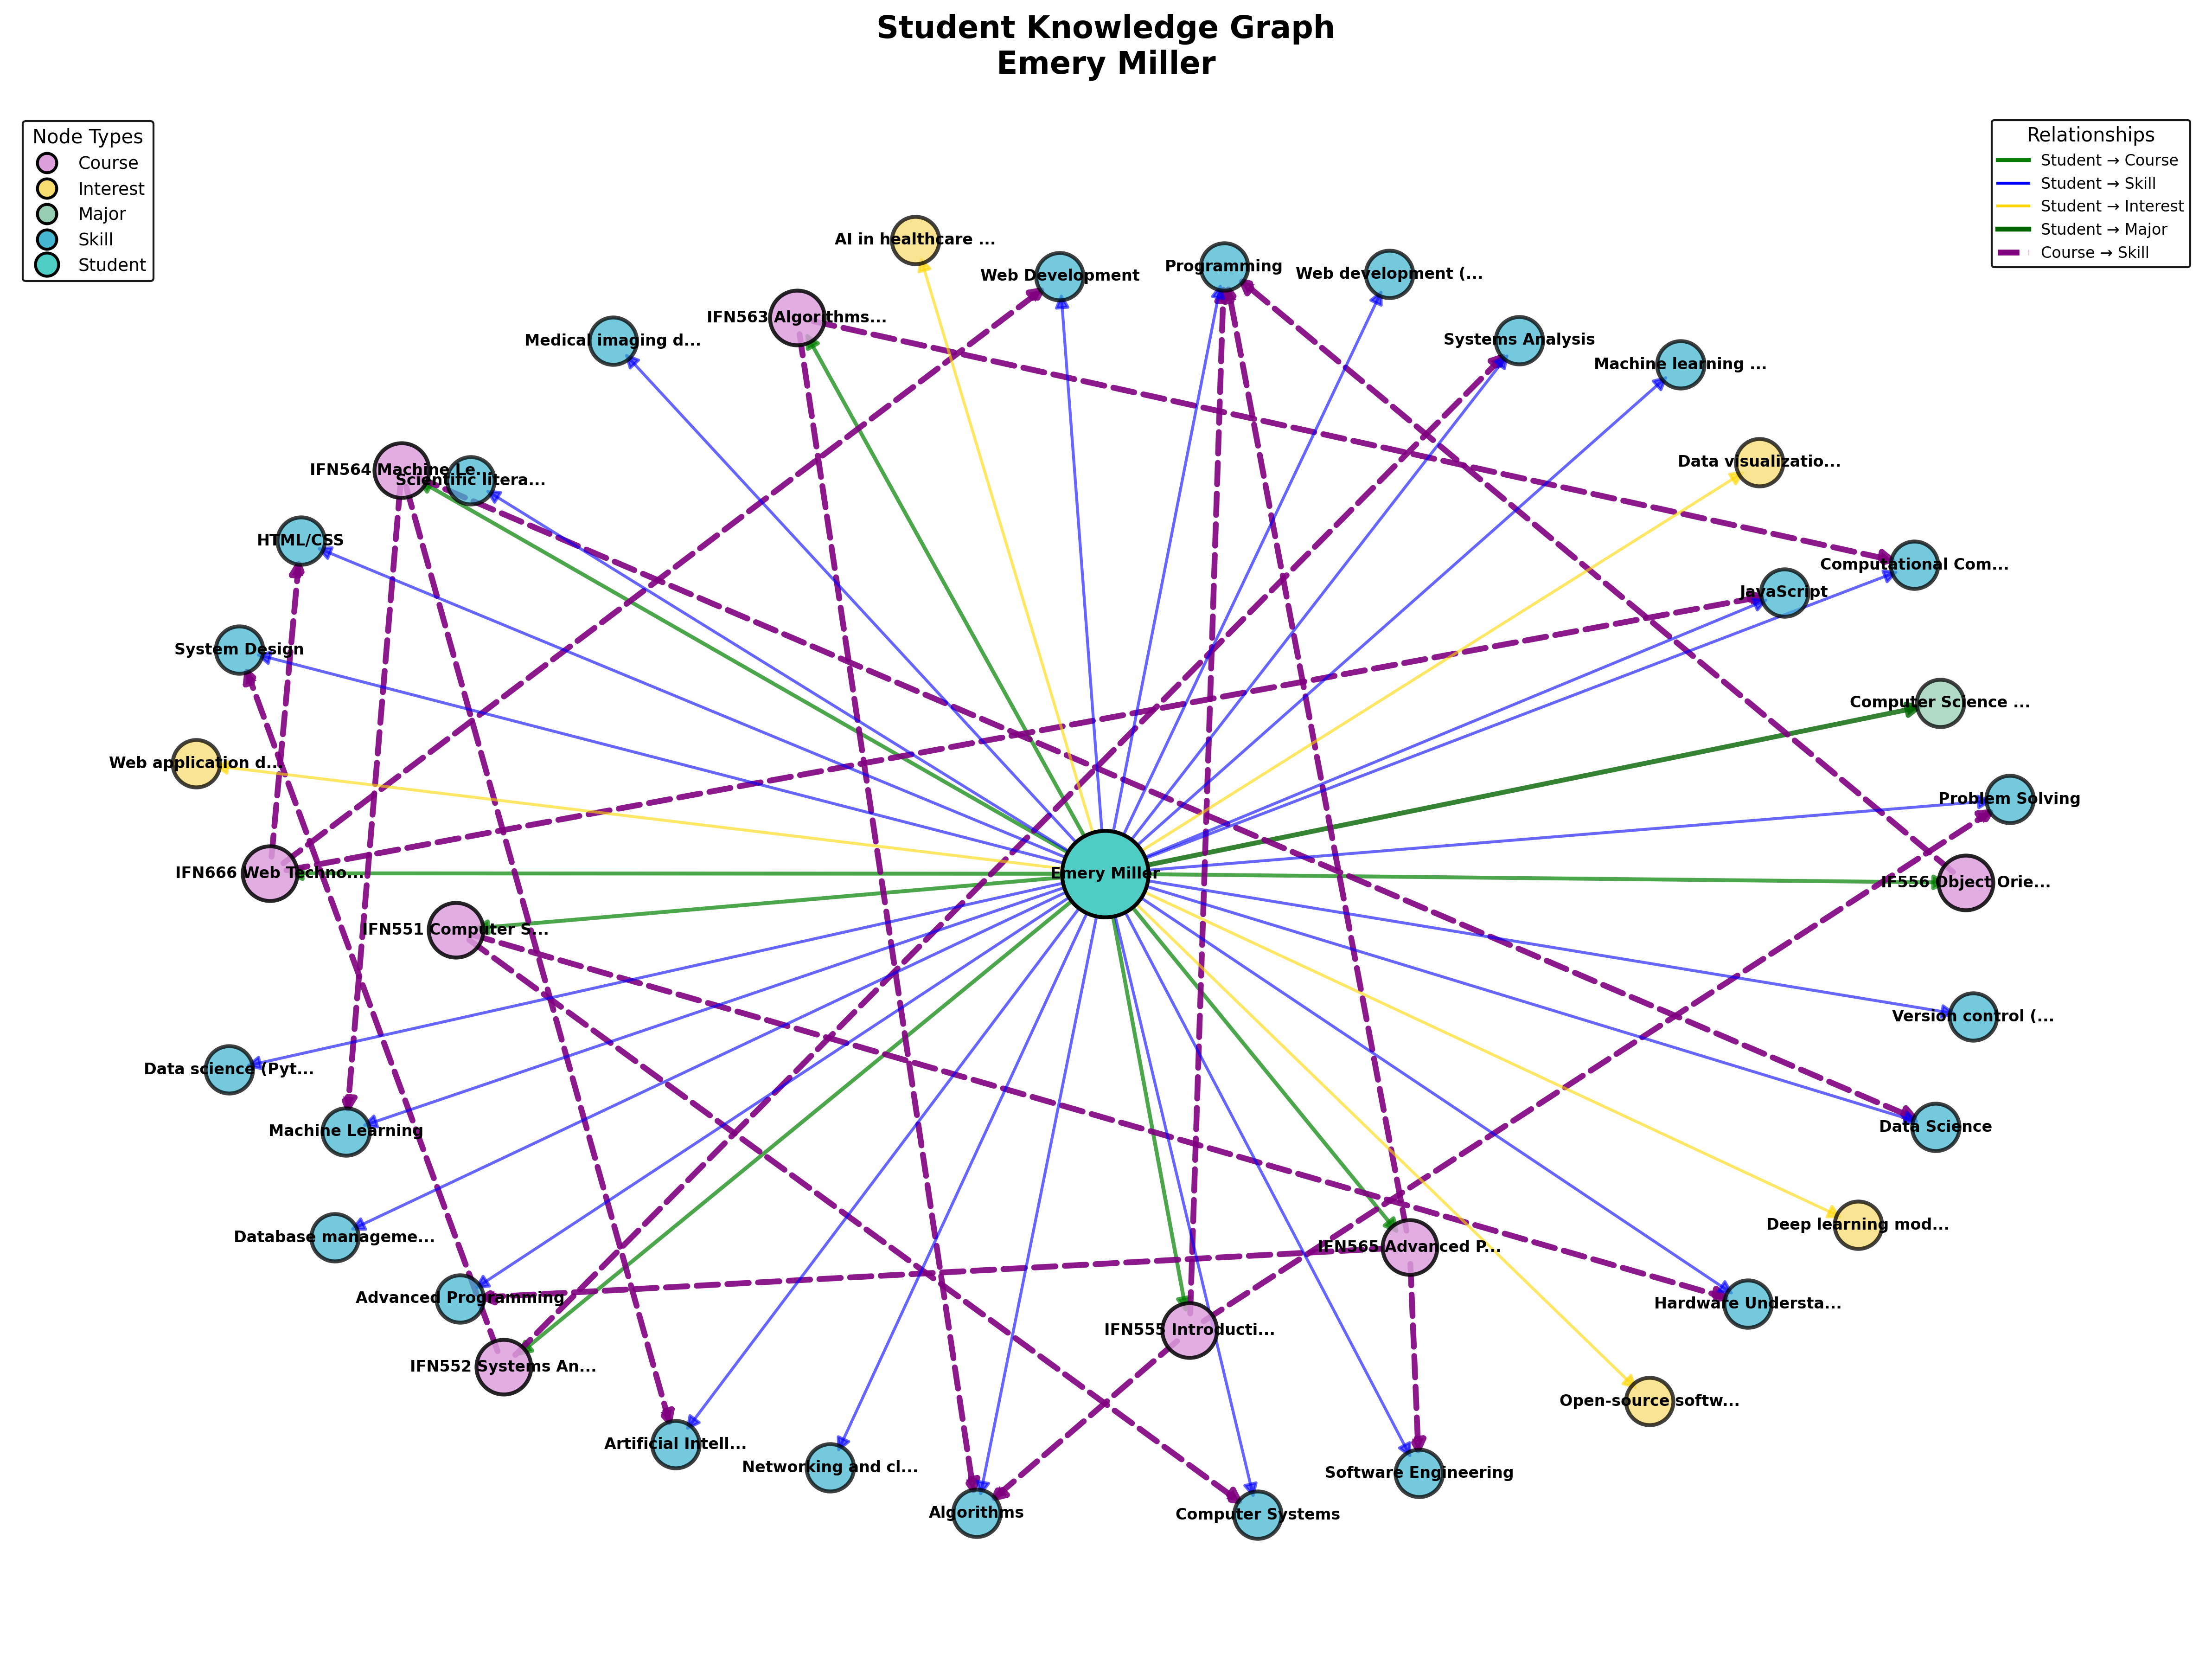 Student Knowledge Graph
Emery Miller
Node Types
Course
Interest
Major
Skill
Student
Relationships
Student → Course
Student → Skill
Student → Interest
Student → Major
Course → Skill
AI in healthcare ...
Web Development
Programming
Web development (...
IFN563 Algorithms...
Medical imaging d...
Systems Analysis
Machine learning ...
Data visualizatio...
IFN564 Machine Le...
Scientific litera...
HTML/CSS
Computational Com...
JavaScript
System Design
Computer Science ...
Web application d...
Problem Solving
IFN666 Web Techno...
Emery Miller
IF556 Object Orie...
IFN551 Computer S...
Version control (...
Data science (Pyt...
Machine Learning
Data Science
Deep learning mod...
Database manageme...
IFN565 Advanced P...
Advanced Programming
Hardware Understa...
IFN555 Introducti...
IFN552 Systems An...
Open-source softw...
Artificial Intell...
Networking and cl...
Software Engineering
Algorithms
Computer Systems